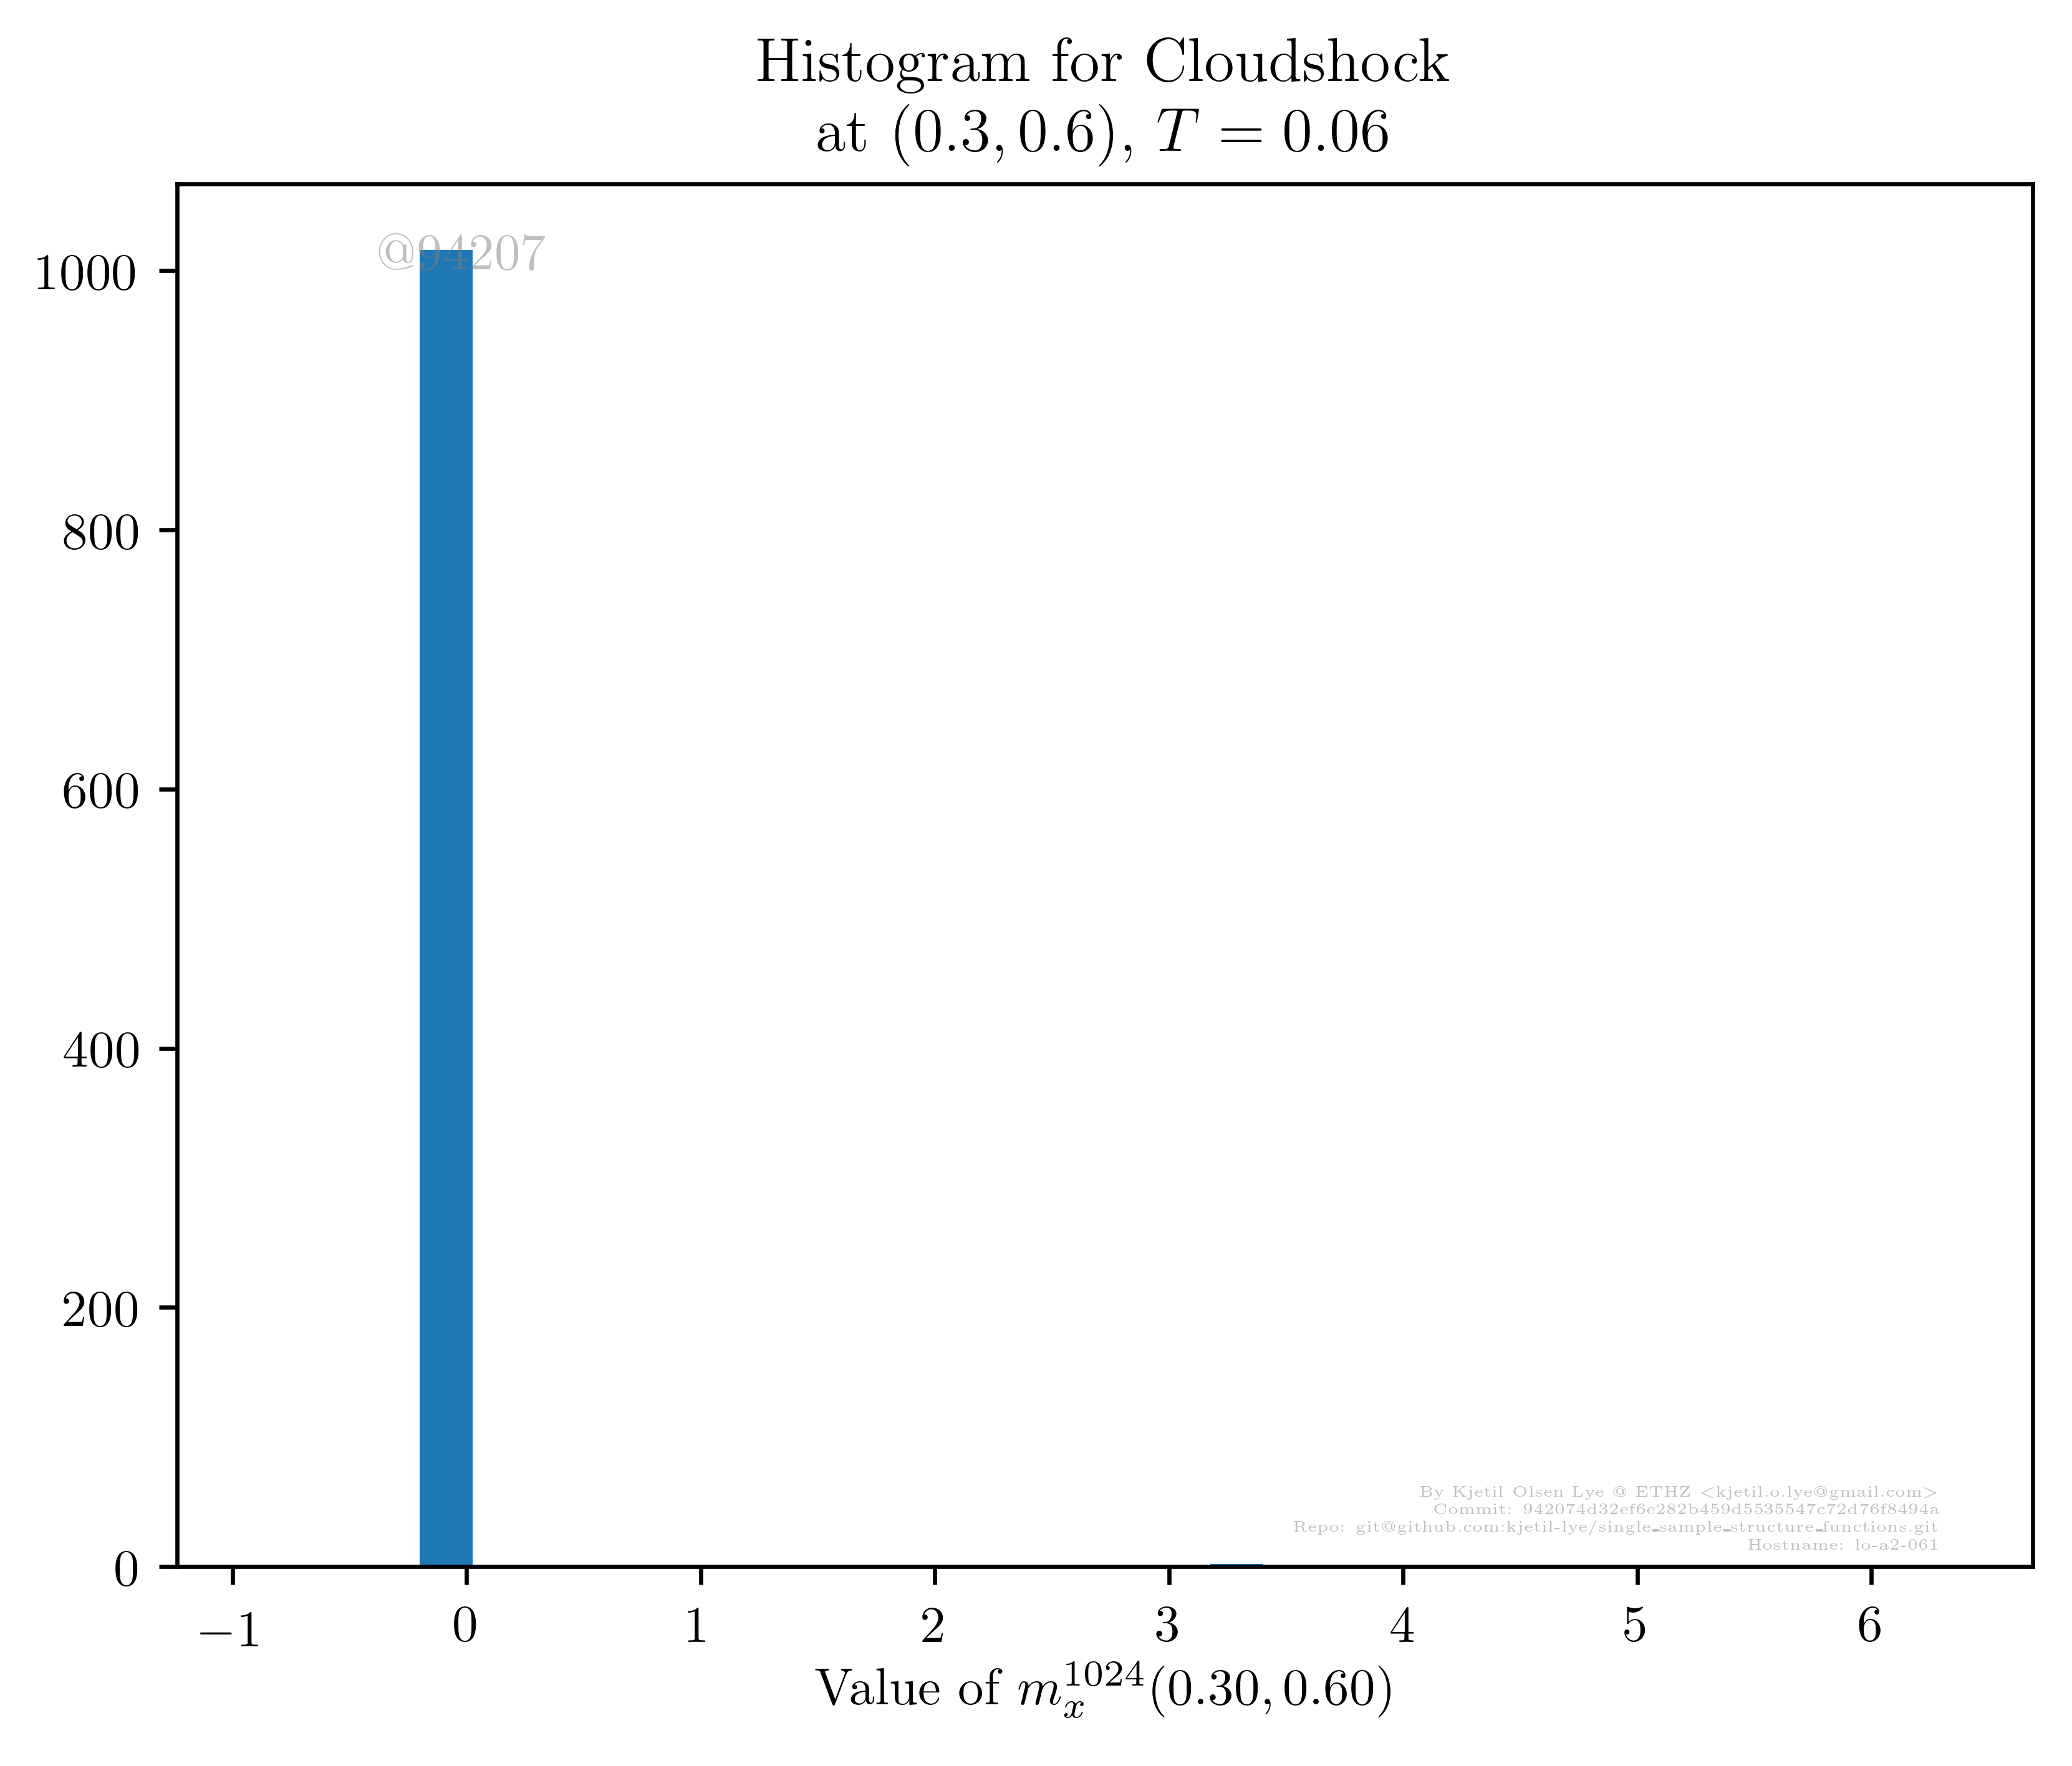 Histogram for Cloudshock
at (0.3, 0.6), T = 0.06
@94207
1000
800
600
400
200
0
−1 0 1 2 3 4 5 6
Value of m_x^{1024}(0.30, 0.60)
By Kjetil Olsen Lye @ ETHZ <kjetil.o.lye@gmail.com>
Commit: 942074d32ef6e282b459d5535547c72d76f8494a
Repo: git@github.com:kjetil-lye/single_sample_structure_functions.git
Hostname: lo-a2-061